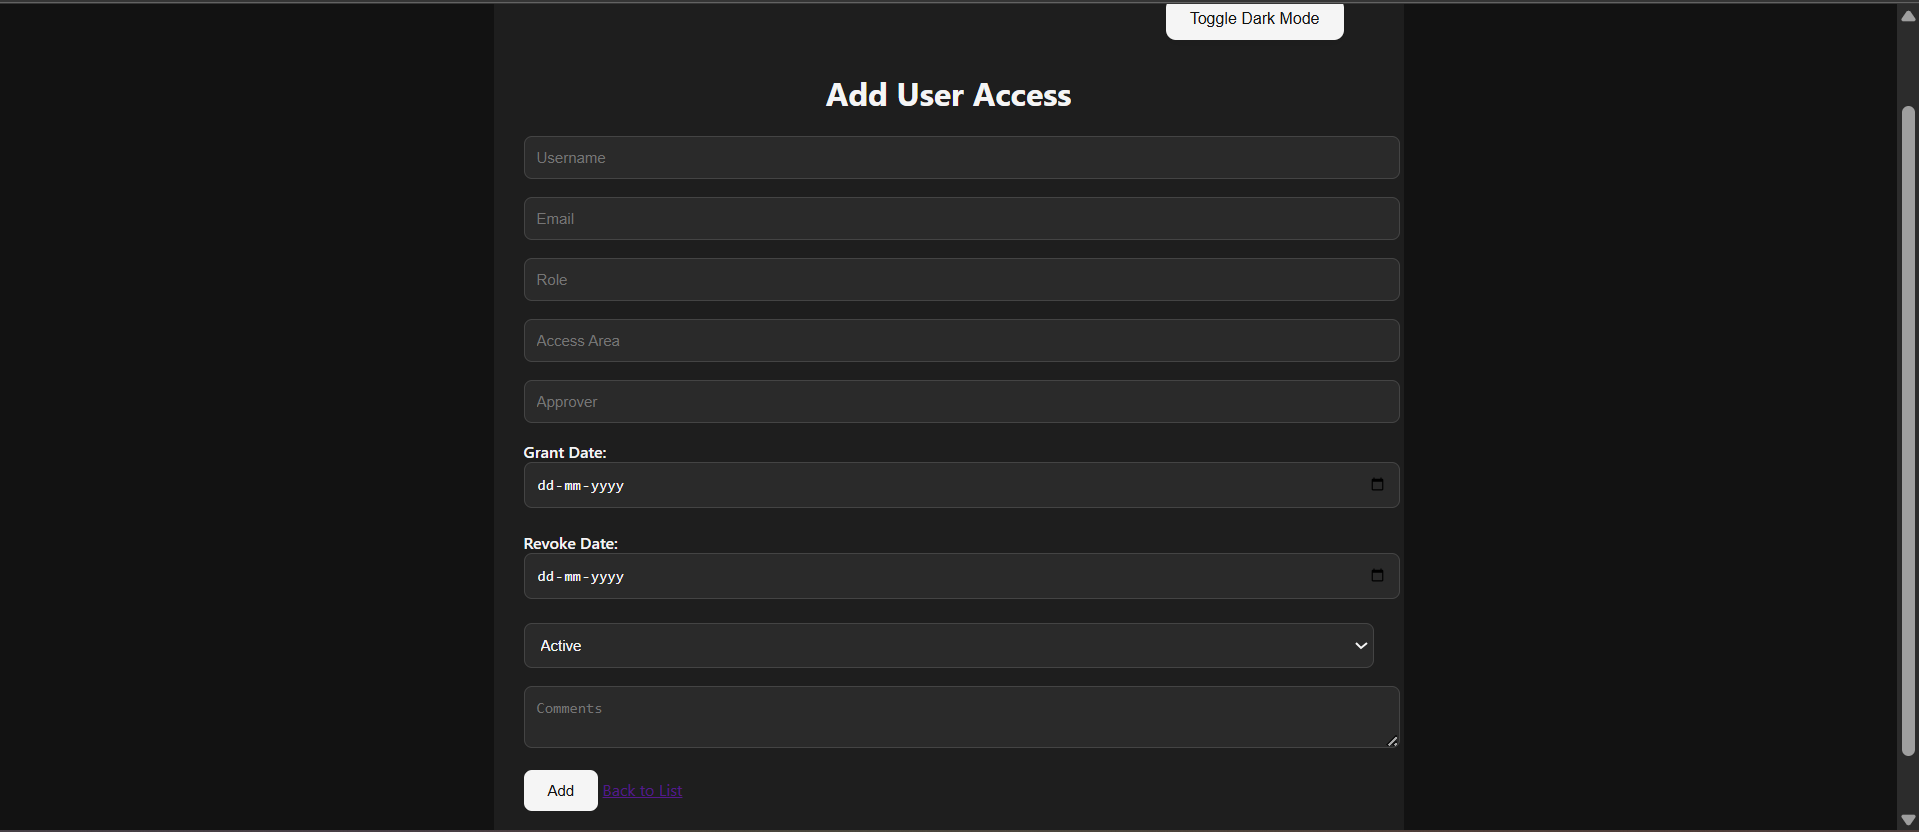 Toggle Dark Mode
Add User Access
Username
Email
Role
Access Area
Approver
Grant Date:
dd-mm-yyyy
Revoke Date:
dd-mm-yyyy
Active
Comments
Add Back to List